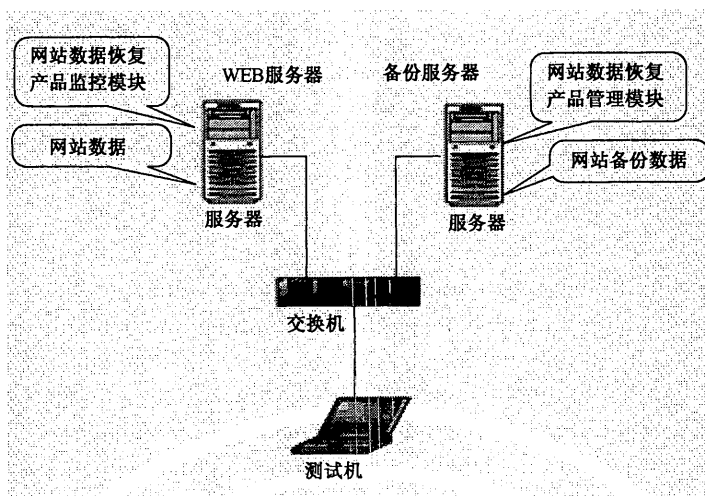 网站数据恢复
产品监控模块
WEB服务器
备份服务器
网站数据恢复
产品管理模块
网站数据
网站备份数据
服务器
服务器
交换机
测试机